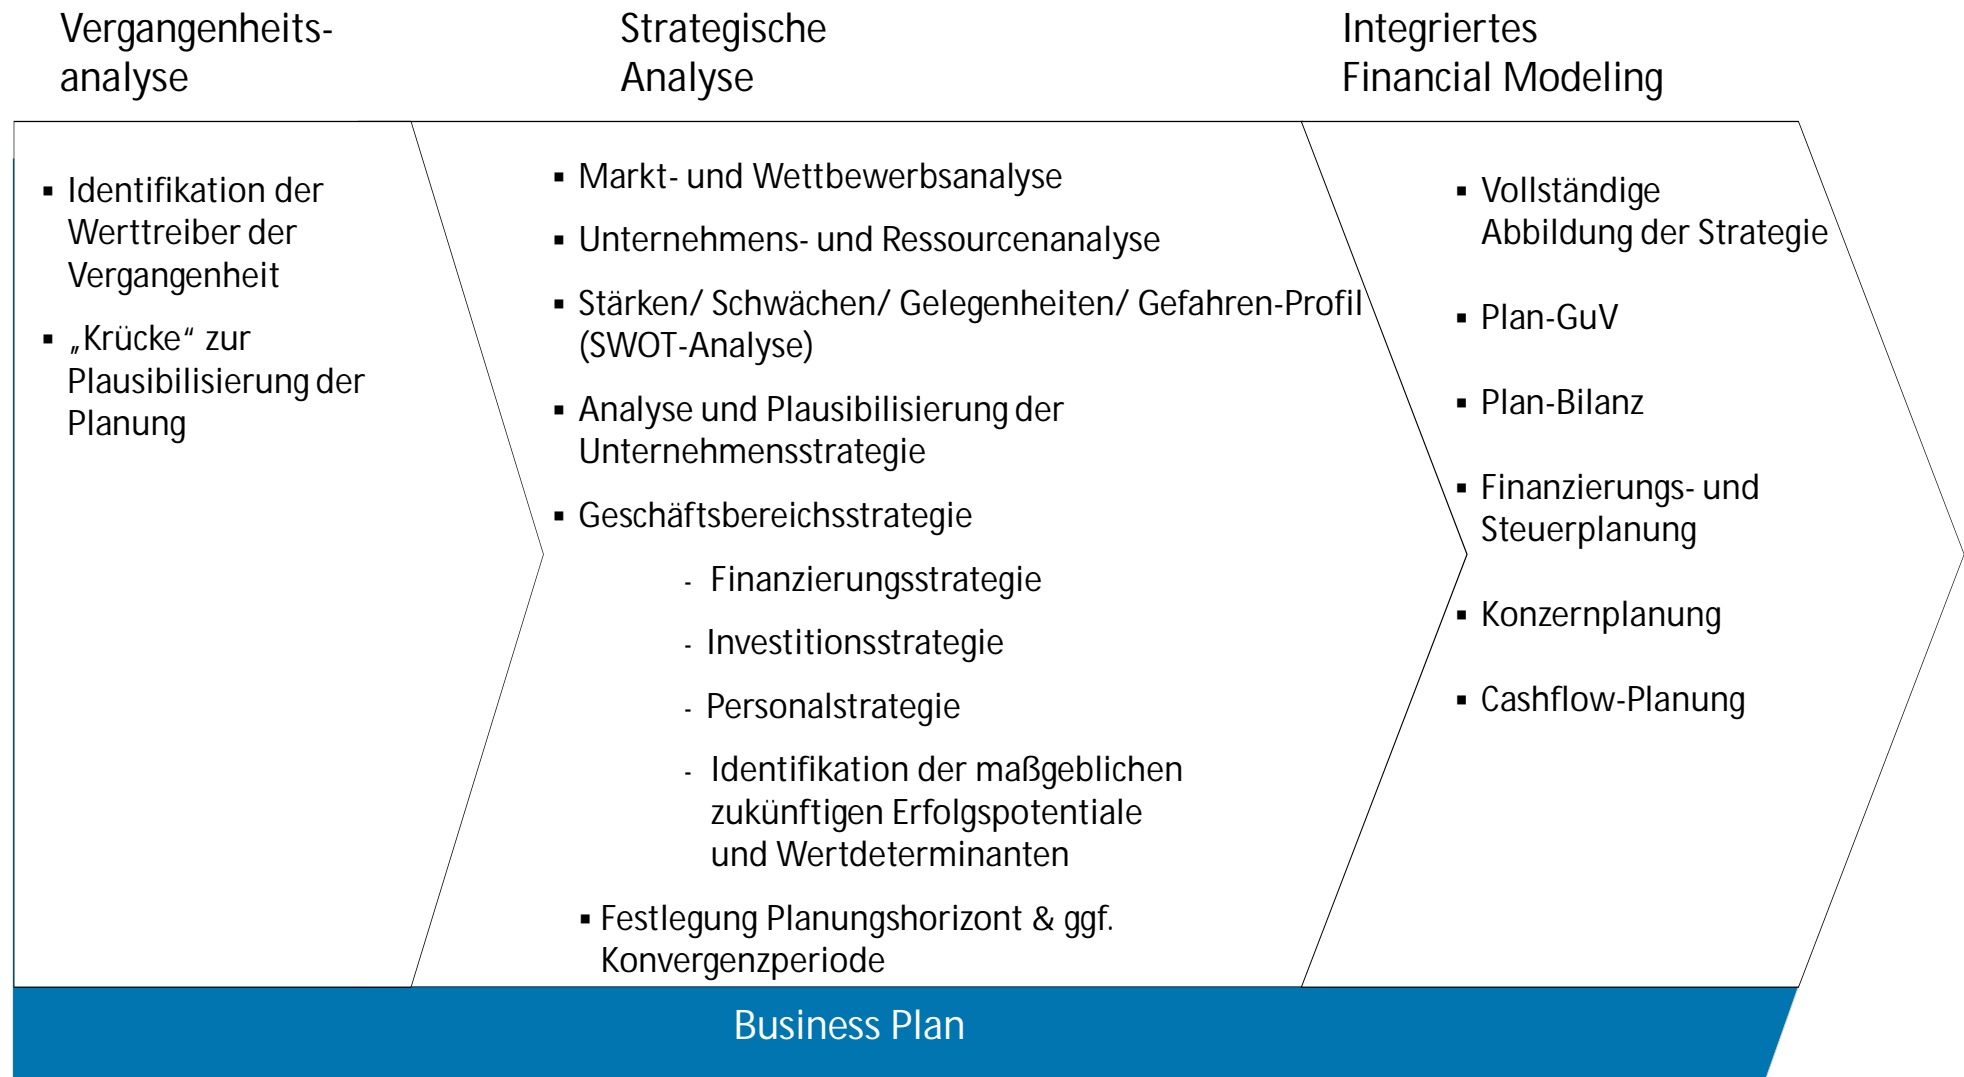 Vergangenheits-
analyse
Strategische
Analyse
Integriertes
Financial Modeling
▪ Identifikation der
Werttreiber der
Vergangenheit
▪ „Krücke“ zur
Plausibilisierung der
Planung
▪ Markt- und Wettbewerbsanalyse
▪ Unternehmens- und Ressourcenanalyse
▪ Stärken/ Schwächen/ Gelegenheiten/ Gefahren-Profil
(SWOT-Analyse)
▪ Analyse und Plausibilisierung der
Unternehmensstrategie
▪ Geschäftsbereichsstrategie
- Finanzierungsstrategie
- Investitionsstrategie
- Personalstrategie
- Identifikation der maßgeblichen
zukünftigen Erfolgspotentiale
und Wertdeterminanten
▪ Festlegung Planungshorizont & ggf.
Konvergenzperiode
▪ Vollständige
Abbildung der Strategie
▪ Plan-GuV
▪ Plan-Bilanz
▪ Finanzierungs- und
Steuerplanung
▪ Konzernplanung
▪ Cashflow-Planung
Business Plan